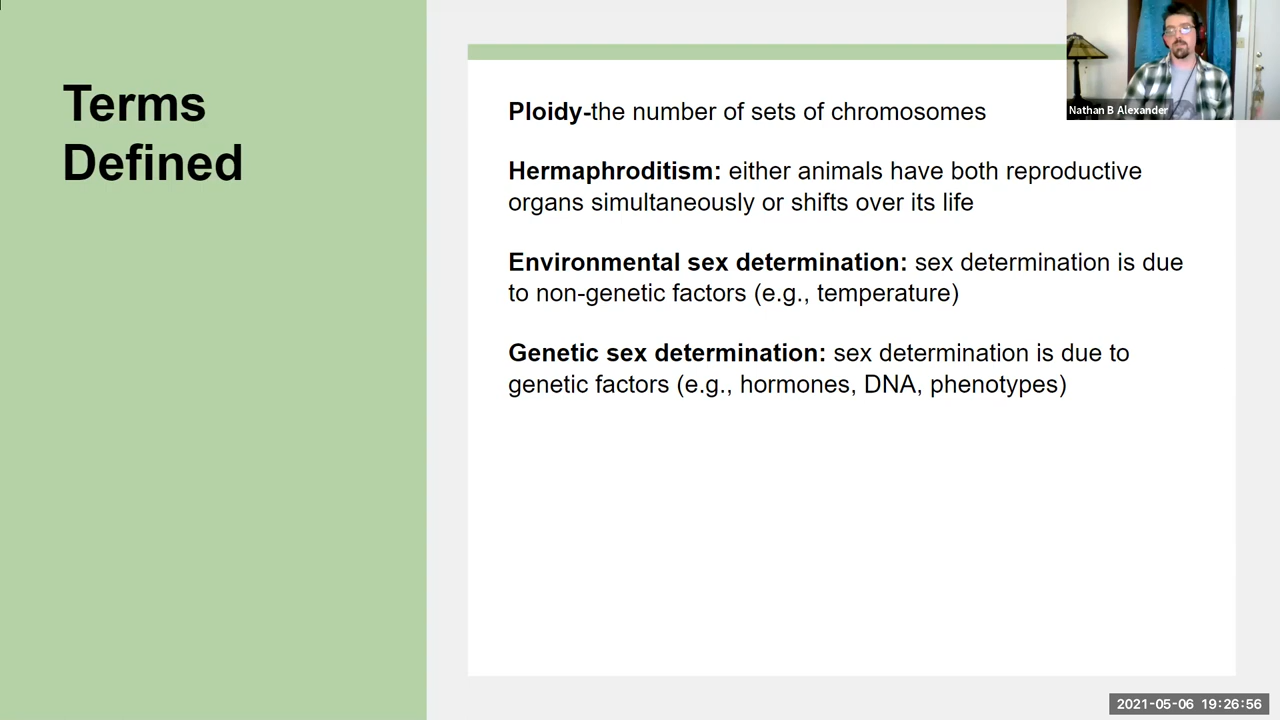 Terms
Defined
Ploidy-the number of sets of chromosomes
Hermaphroditism: either animals have both reproductive
organs simultaneously or shifts over its life
Environmental sex determination: sex determination is due
to non-genetic factors (e.g., temperature)
Genetic sex determination: sex determination is due to
genetic factors (e.g., hormones, DNA, phenotypes)
Nathan B Alexander
2021-05-06 19:26:56